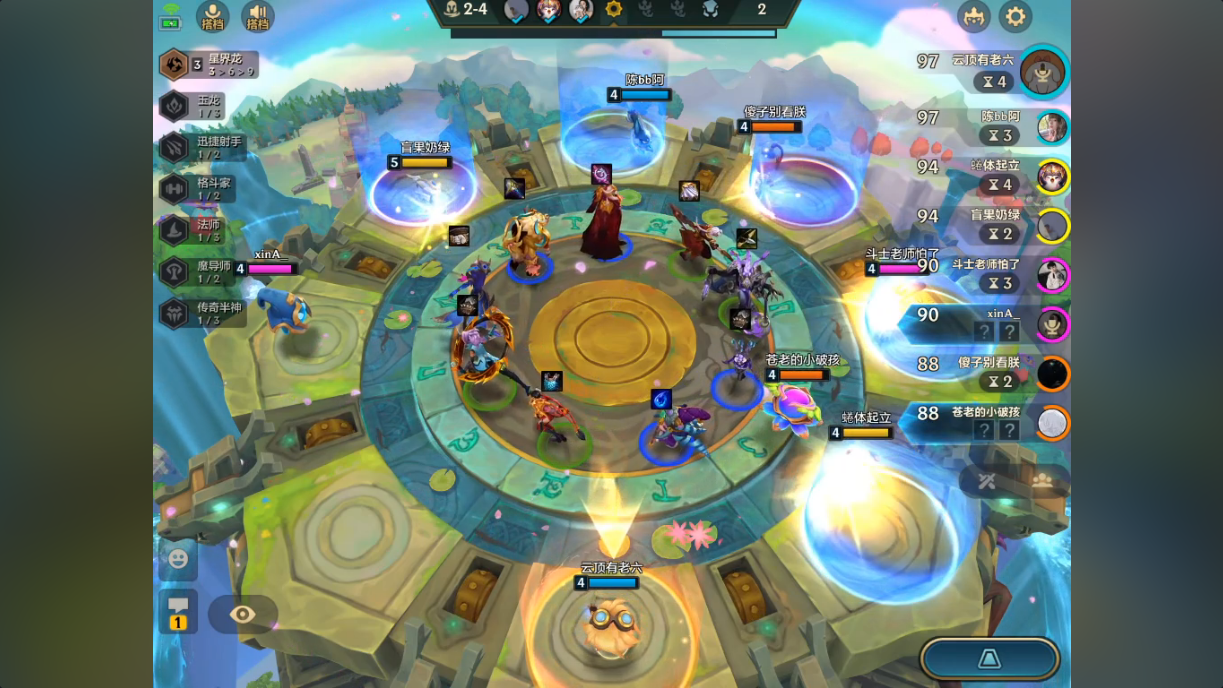 搭档
搭档
2-4
2
3 星界龙
3 > 6 > 9
玉龙
1 / 3
迅捷射手
1 / 2
格斗家
1 / 2
法师
1 / 3
魔导师
1 / 2
传奇半神
1 / 3
陈bb阿
4
傻子别看朕
4
盲果奶绿
5
xinA_
4
斗士老师怕了
4
苍老的小破孩
4
蜷体起立
4
云顶有老六
4
97 云顶有老六
4
97 陈bb阿
3
94 蜷体起立
4
94 盲果奶绿
2
90 斗士老师怕了
3
90 xinA_
? ?
88 傻子别看朕
2
88 苍老的小破孩
? ?
1